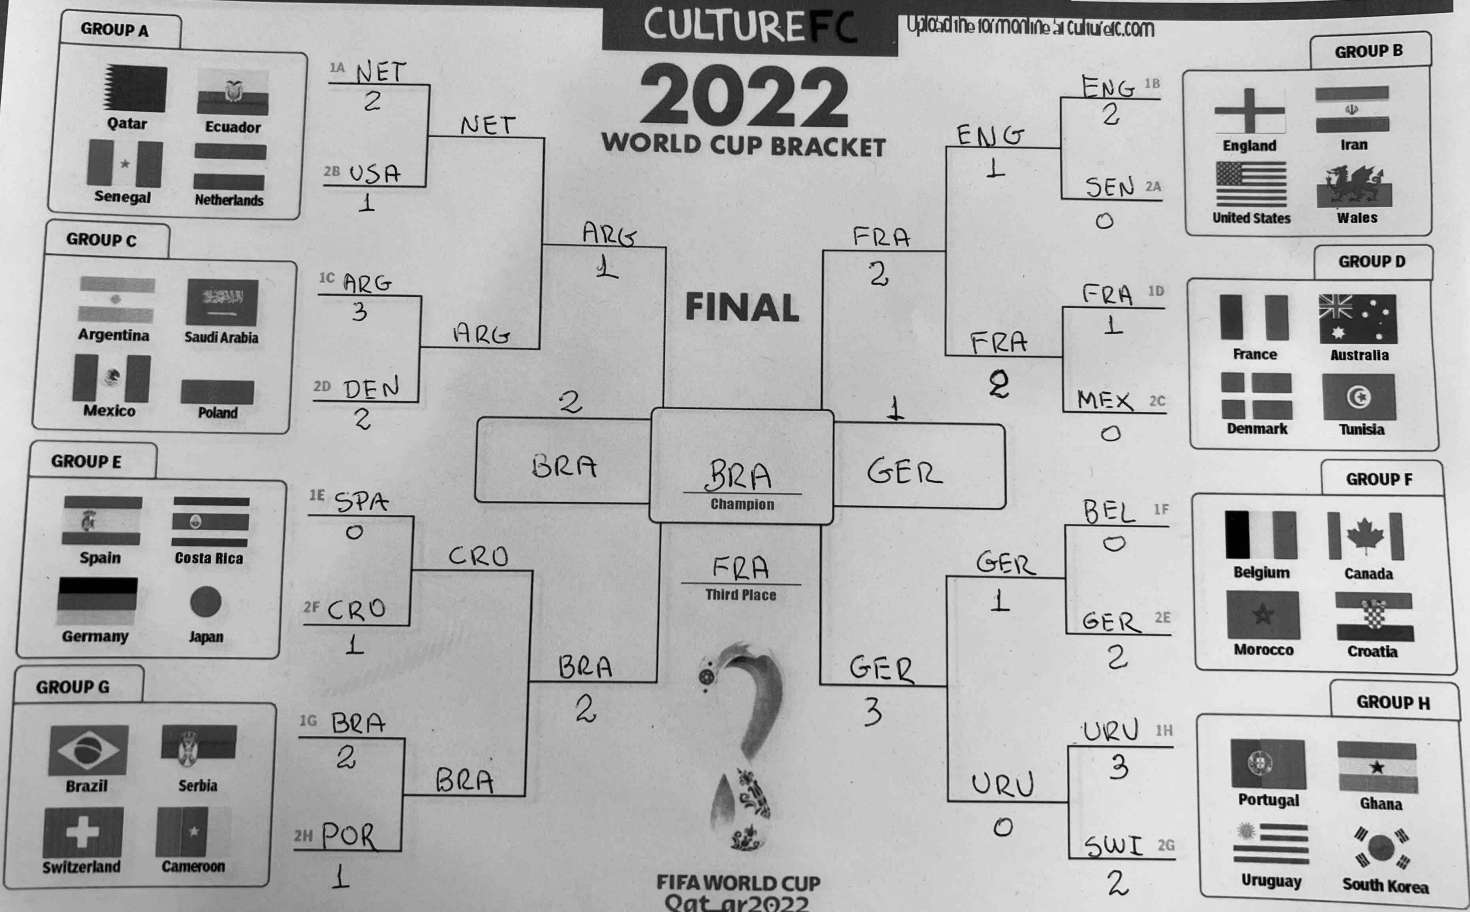 CULTUREFC
Upload the form online at culturefc.com
2022
WORLD CUP BRACKET
GROUP A
Qatar
Ecuador
Senegal
Netherlands
GROUP C
Argentina
Saudi Arabia
Mexico
Poland
GROUP E
Spain
Costa Rica
Germany
Japan
GROUP G
Brazil
Serbia
Switzerland
Cameroon
1A NET
2
2B USA
1
1C ARG
3
2D DEN
2
1E SPA
0
2F CRO
1
1G BRA
2
2H POR
1
NET
ARG
CRO
BRA
ARG
1
BRA
2
FINAL
2
BRA
BRA
Champion
1
GER
FRA
Third Place
FIFA WORLD CUP
Qatar2022
FRA
2
GER
3
ENG
1
FRA
2
GER
1
URU
0
ENG 1B
2
SEN 2A
0
FRA 1D
1
MEX 2C
0
BEL 1F
0
GER 2E
2
URU 1H
3
SWI 2G
2
GROUP B
England
Iran
United States
Wales
GROUP D
France
Australia
Denmark
Tunisia
GROUP F
Belgium
Canada
Morocco
Croatia
GROUP H
Portugal
Ghana
Uruguay
South Korea